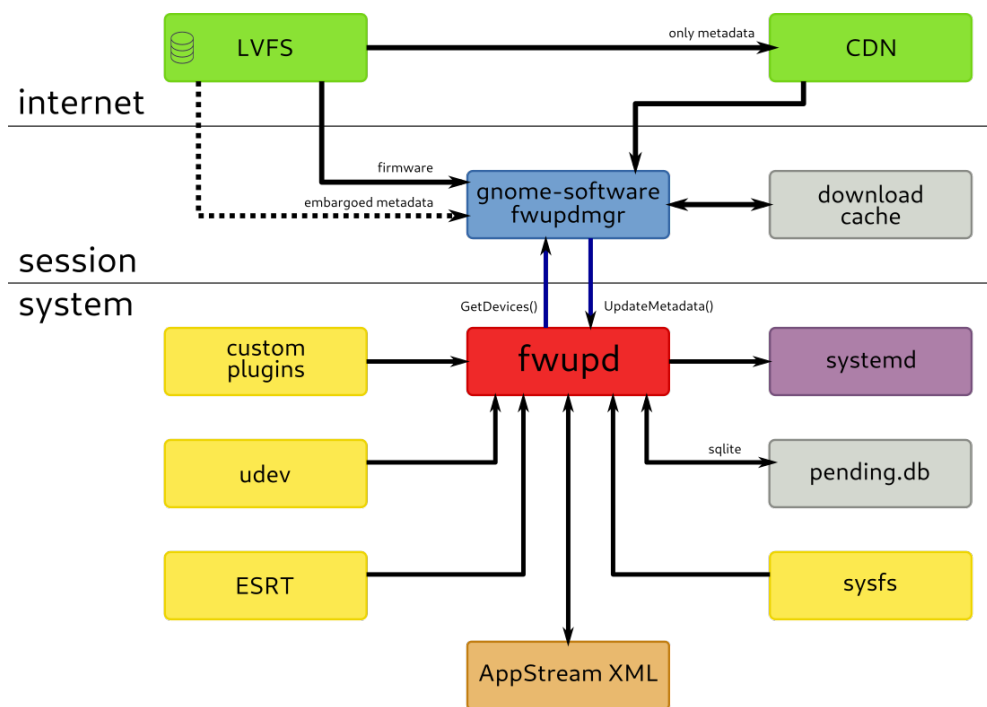 LVFS
only metadata
CDN
internet
firmware
embargoed metadata
gnome-software
fwupdmgr
download
cache
session
system
GetDevices()
UpdateMetadata()
custom
plugins
fwupd
systemd
udev
sqlite
pending.db
ESRT
sysfs
AppStream XML